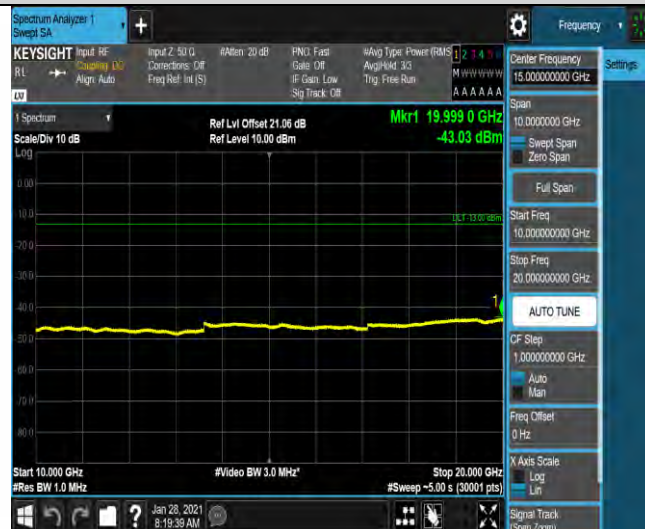 Spectrum Analyzer 1
Swept SA
+
Frequency
KEYSIGHT
RL
Input: RF
Coupling: DC
Align: Auto
Input Z: 50 Ω
Corrections: Off
Freq Ref: Int (S)
#Atten: 20 dB
PNO: Fast
Gate: Off
IF Gain: Low
Sig Track: Off
#Avg Type: Power (RMS
Avg|Hold: 3/3
Trig: Free Run
1 2 3 4 5 6
M W W W W W
A A A A A A
1 Spectrum
Scale/Div 10 dB
Log
Ref Lvl Offset 21.06 dB
Ref Level 10.00 dBm
Mkr1 19.999 0 GHz
-43.03 dBm
0.00
-10.0
DL1 -13.00 dBm
-20.0
-30.0
-40.0
1
-50.0
-60.0
-70.0
-80.0
Start 10.000 GHz
#Res BW 1.0 MHz
#Video BW 3.0 MHz*
Stop 20.000 GHz
#Sweep ~5.00 s (30001 pts)
?
Jan 28, 2021
8:19:39 AM
Settings
Center Frequency
15.000000000 GHz
Span
10.0000000 GHz
Swept Span
Zero Span
Full Span
Start Freq
10.000000000 GHz
Stop Freq
20.000000000 GHz
AUTO TUNE
CF Step
1.000000000 GHz
Auto
Man
Freq Offset
0 Hz
X Axis Scale
Log
Lin
Signal Track
(Span Zoom)